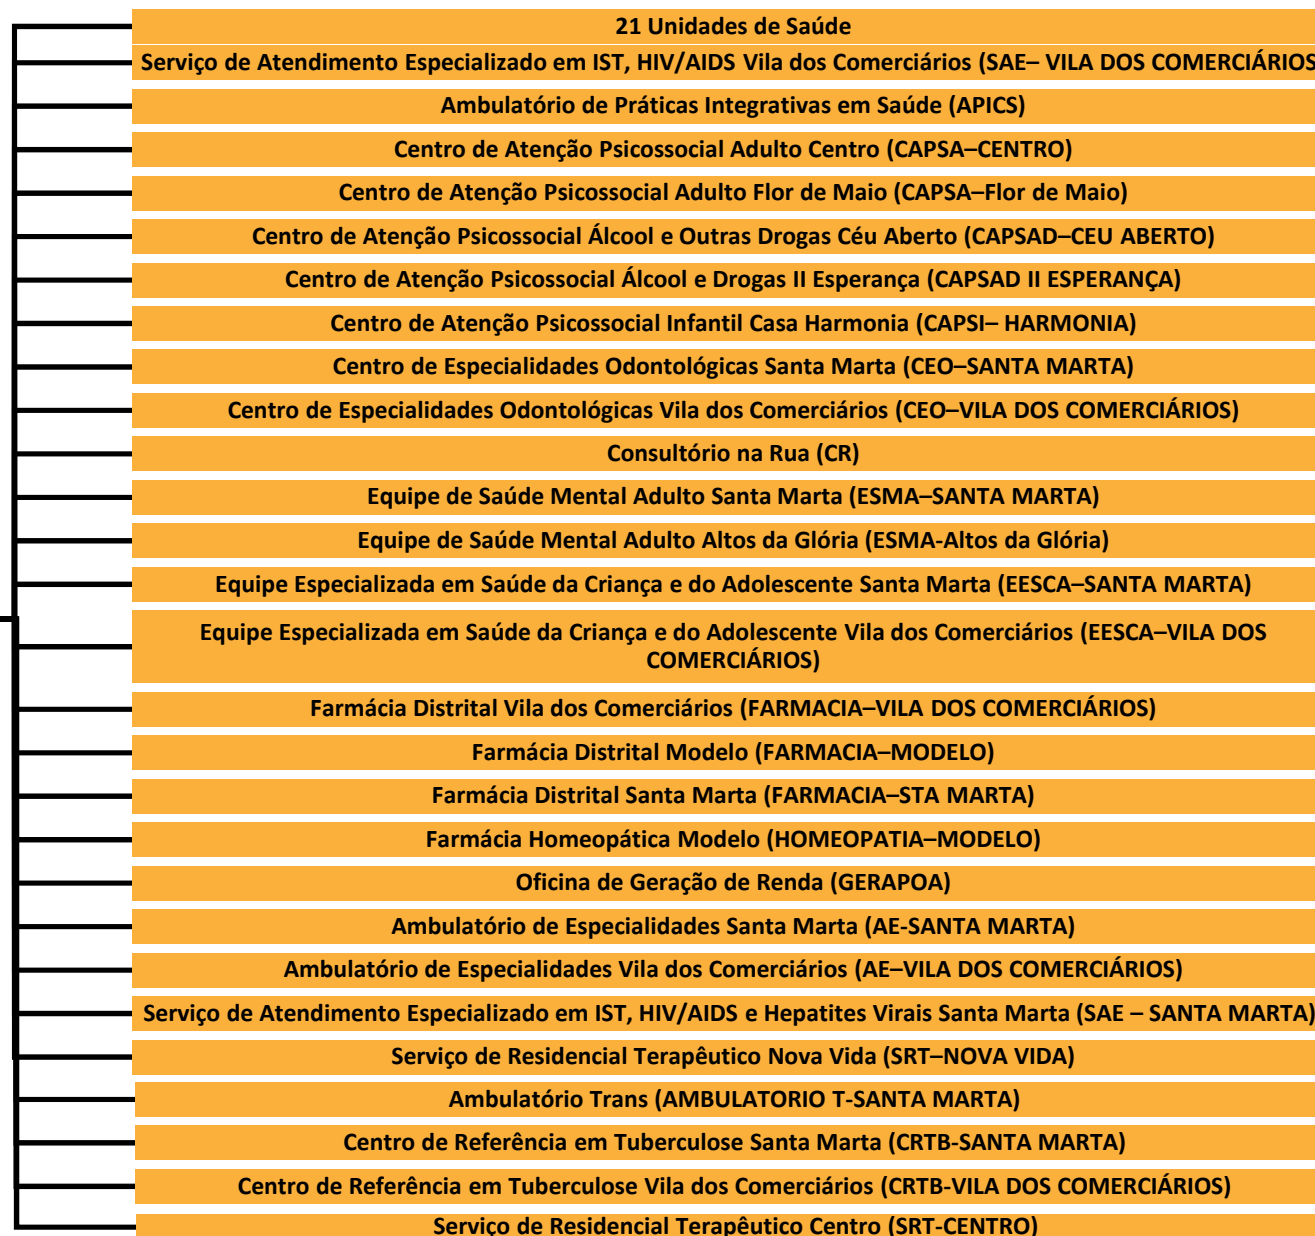 21 Unidades de Saúde
Serviço de Atendimento Especializado em IST, HIV/AIDS Vila dos Comerciários (SAE– VILA DOS COMERCIÁRIOS
Ambulatório de Práticas Integrativas em Saúde (APICS)
Centro de Atenção Psicossocial Adulto Centro (CAPSA–CENTRO)
Centro de Atenção Psicossocial Adulto Flor de Maio (CAPSA–Flor de Maio)
Centro de Atenção Psicossocial Álcool e Outras Drogas Céu Aberto (CAPSAD–CEU ABERTO)
Centro de Atenção Psicossocial Álcool e Drogas II Esperança (CAPSAD II ESPERANÇA)
Centro de Atenção Psicossocial Infantil Casa Harmonia (CAPSI– HARMONIA)
Centro de Especialidades Odontológicas Santa Marta (CEO–SANTA MARTA)
Centro de Especialidades Odontológicas Vila dos Comerciários (CEO–VILA DOS COMERCIÁRIOS)
Consultório na Rua (CR)
Equipe de Saúde Mental Adulto Santa Marta (ESMA–SANTA MARTA)
Equipe de Saúde Mental Adulto Altos da Glória (ESMA-Altos da Glória)
Equipe Especializada em Saúde da Criança e do Adolescente Santa Marta (EESCA–SANTA MARTA)
Equipe Especializada em Saúde da Criança e do Adolescente Vila dos Comerciários (EESCA–VILA DOS
COMERCIÁRIOS)
Farmácia Distrital Vila dos Comerciários (FARMACIA–VILA DOS COMERCIÁRIOS)
Farmácia Distrital Modelo (FARMACIA–MODELO)
Farmácia Distrital Santa Marta (FARMACIA–STA MARTA)
Farmácia Homeopática Modelo (HOMEOPATIA–MODELO)
Oficina de Geração de Renda (GERAPOA)
Ambulatório de Especialidades Santa Marta (AE-SANTA MARTA)
Ambulatório de Especialidades Vila dos Comerciários (AE–VILA DOS COMERCIÁRIOS)
Serviço de Atendimento Especializado em IST, HIV/AIDS e Hepatites Virais Santa Marta (SAE – SANTA MARTA)
Serviço de Residencial Terapêutico Nova Vida (SRT–NOVA VIDA)
Ambulatório Trans (AMBULATORIO T-SANTA MARTA)
Centro de Referência em Tuberculose Santa Marta (CRTB-SANTA MARTA)
Centro de Referência em Tuberculose Vila dos Comerciários (CRTB-VILA DOS COMERCIÁRIOS)
Serviço de Residencial Terapêutico Centro (SRT-CENTRO)